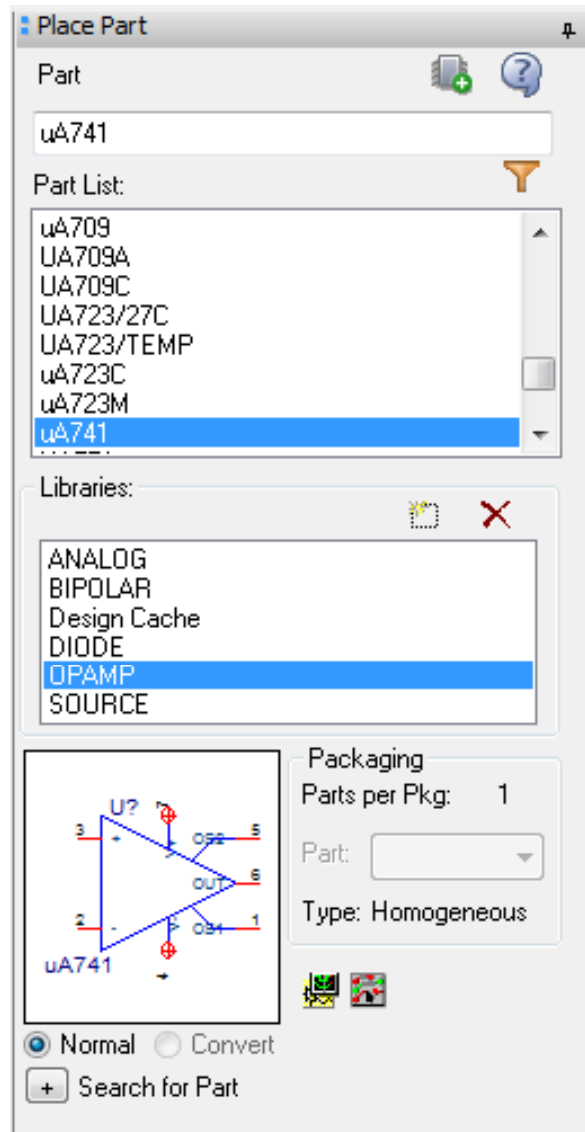 Place Part
Part
uA741
Part List:
uA709
UA709A
UA709C
UA723/27C
UA723/TEMP
uA723C
uA723M
uA741
Libraries:
ANALOG
BIPOLAR
Design Cache
DIODE
OPAMP
SOURCE
Packaging
Parts per Pkg: 1
Part:
Type: Homogeneous
U?
3
+
OS2
5
OUT
6
2
-
OS1
1
uA741
Normal
Convert
+
Search for Part